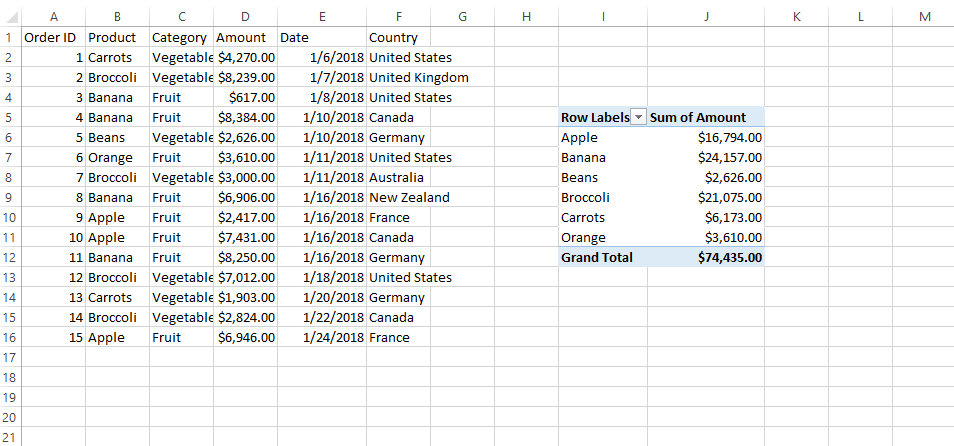 A B C D E F G H I J K L M
1 Order ID Product Category Amount Date Country
2 1 Carrots Vegetable $4,270.00 1/6/2018 United States
3 2 Broccoli Vegetable $8,239.00 1/7/2018 United Kingdom
4 3 Banana Fruit $617.00 1/8/2018 United States
5 4 Banana Fruit $8,384.00 1/10/2018 Canada Row Labels Sum of Amount
6 5 Beans Vegetable $2,626.00 1/10/2018 Germany Apple $16,794.00
7 6 Orange Fruit $3,610.00 1/11/2018 United States Banana $24,157.00
8 7 Broccoli Vegetable $3,000.00 1/11/2018 Australia Beans $2,626.00
9 8 Banana Fruit $6,906.00 1/16/2018 New Zealand Broccoli $21,075.00
10 9 Apple Fruit $2,417.00 1/16/2018 France Carrots $6,173.00
11 10 Apple Fruit $7,431.00 1/16/2018 Canada Orange $3,610.00
12 11 Banana Fruit $8,250.00 1/16/2018 Germany Grand Total $74,435.00
13 12 Broccoli Vegetable $7,012.00 1/18/2018 United States
14 13 Carrots Vegetable $1,903.00 1/20/2018 Germany
15 14 Broccoli Vegetable $2,824.00 1/22/2018 Canada
16 15 Apple Fruit $6,946.00 1/24/2018 France
17
18
19
20
21